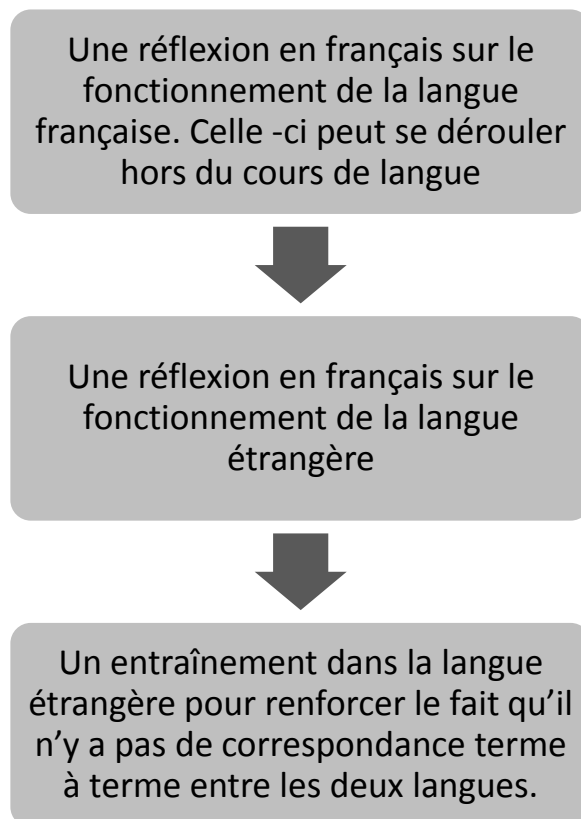 Une réflexion en français sur le
fonctionnement de la langue
française. Celle -ci peut se dérouler
hors du cours de langue
Une réflexion en français sur le
fonctionnement de la langue
étrangère
Un entraînement dans la langue
étrangère pour renforcer le fait qu’il
n’y a pas de correspondance terme
à terme entre les deux langues.